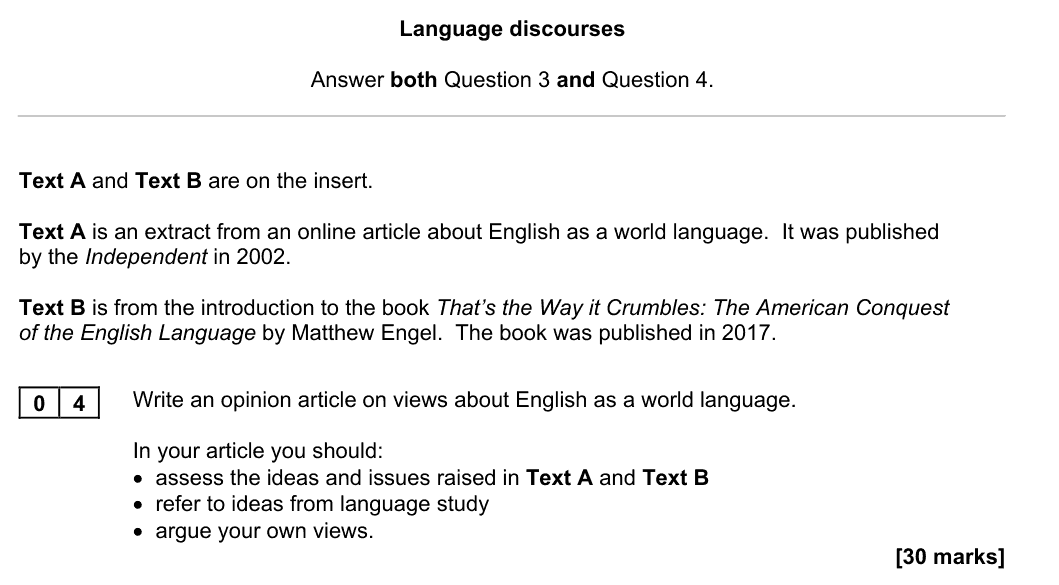 Language discourses
Answer both Question 3 and Question 4.
Text A and Text B are on the insert.
Text A is an extract from an online article about English as a world language.  It was published
by the Independent in 2002.
Text B is from the introduction to the book That’s the Way it Crumbles: The American Conquest
of the English Language by Matthew Engel.  The book was published in 2017.
0 4 Write an opinion article on views about English as a world language.
In your article you should:
• assess the ideas and issues raised in Text A and Text B
• refer to ideas from language study
• argue your own views.
[30 marks]